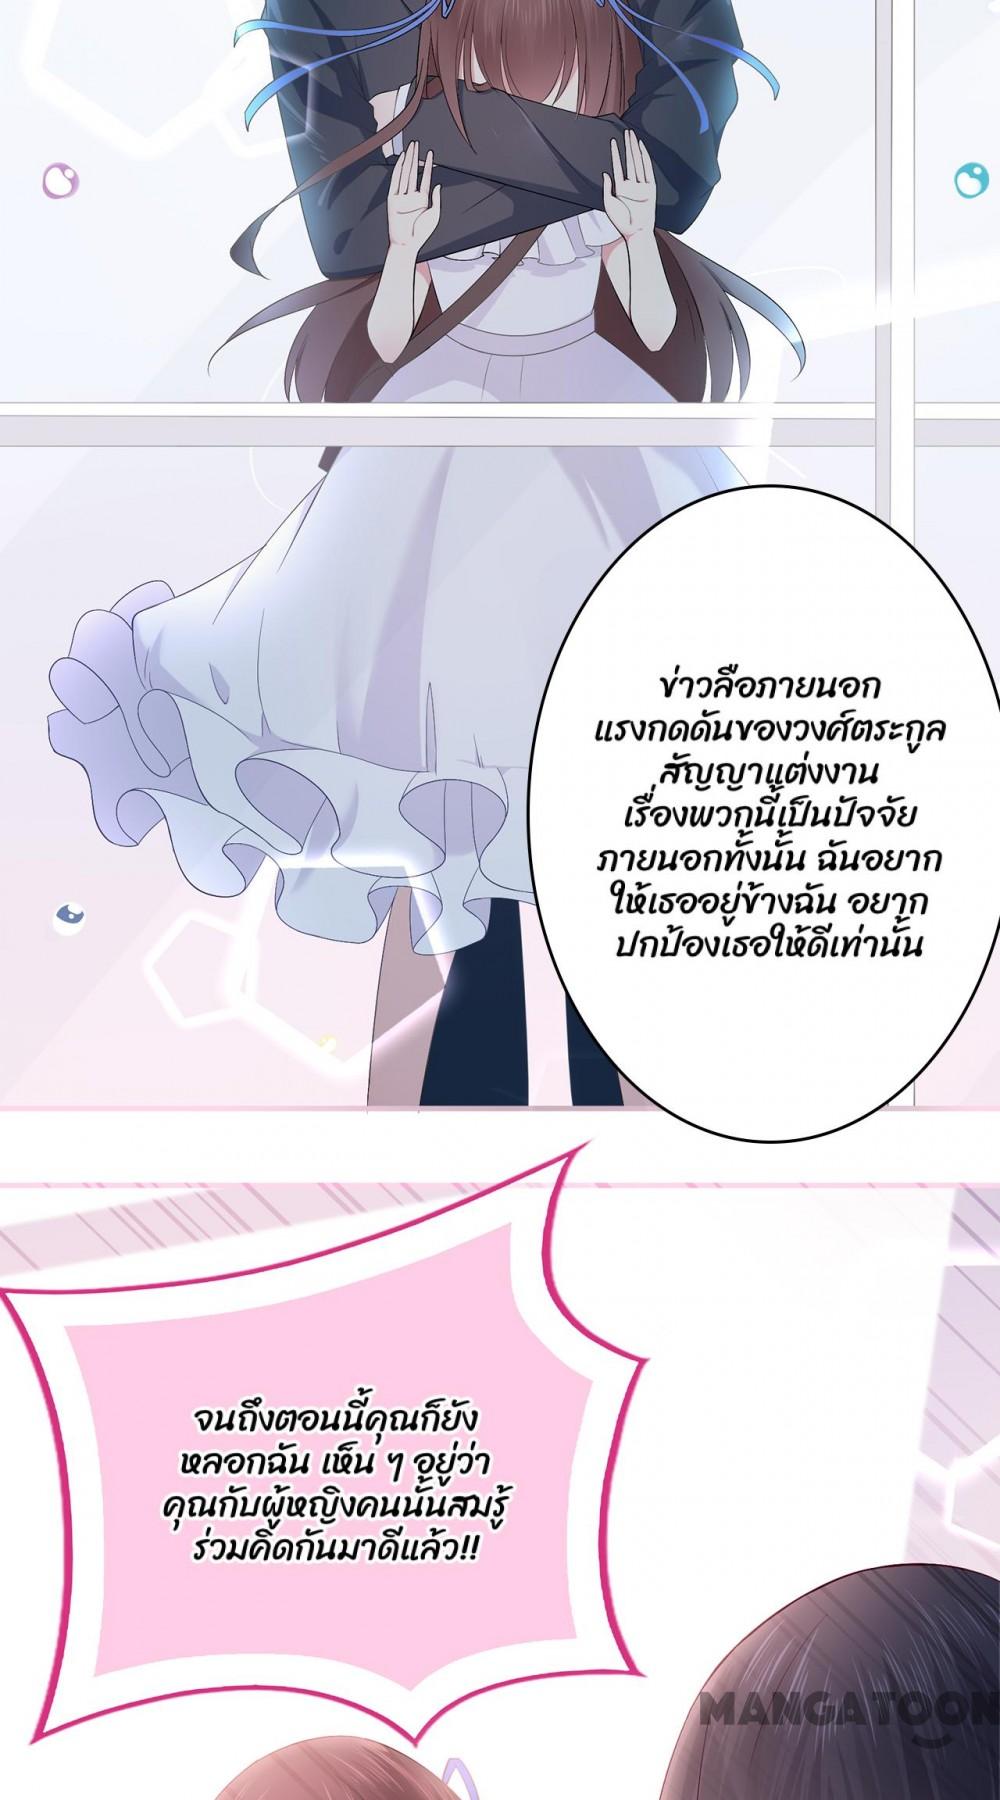 ข่าวลือภายนอก
แรงกดดันของวงศ์ตระกูล
สัญญาแต่งงาน
เรื่องพวกนี้เป็นปัจจัย
ภายนอกทั้งนั้น ฉันอยาก
ให้เธออยู่ข้างฉัน อยาก
ปกป้องเธอให้ดีเท่านั้น
จนถึงตอนนี้คุณก็ยัง
หลอกฉัน เห็น ๆ อยู่ว่า
คุณกับผู้หญิงคนนั้นสมรู้
ร่วมคิดกันมาดีแล้ว!!
MANGATOON